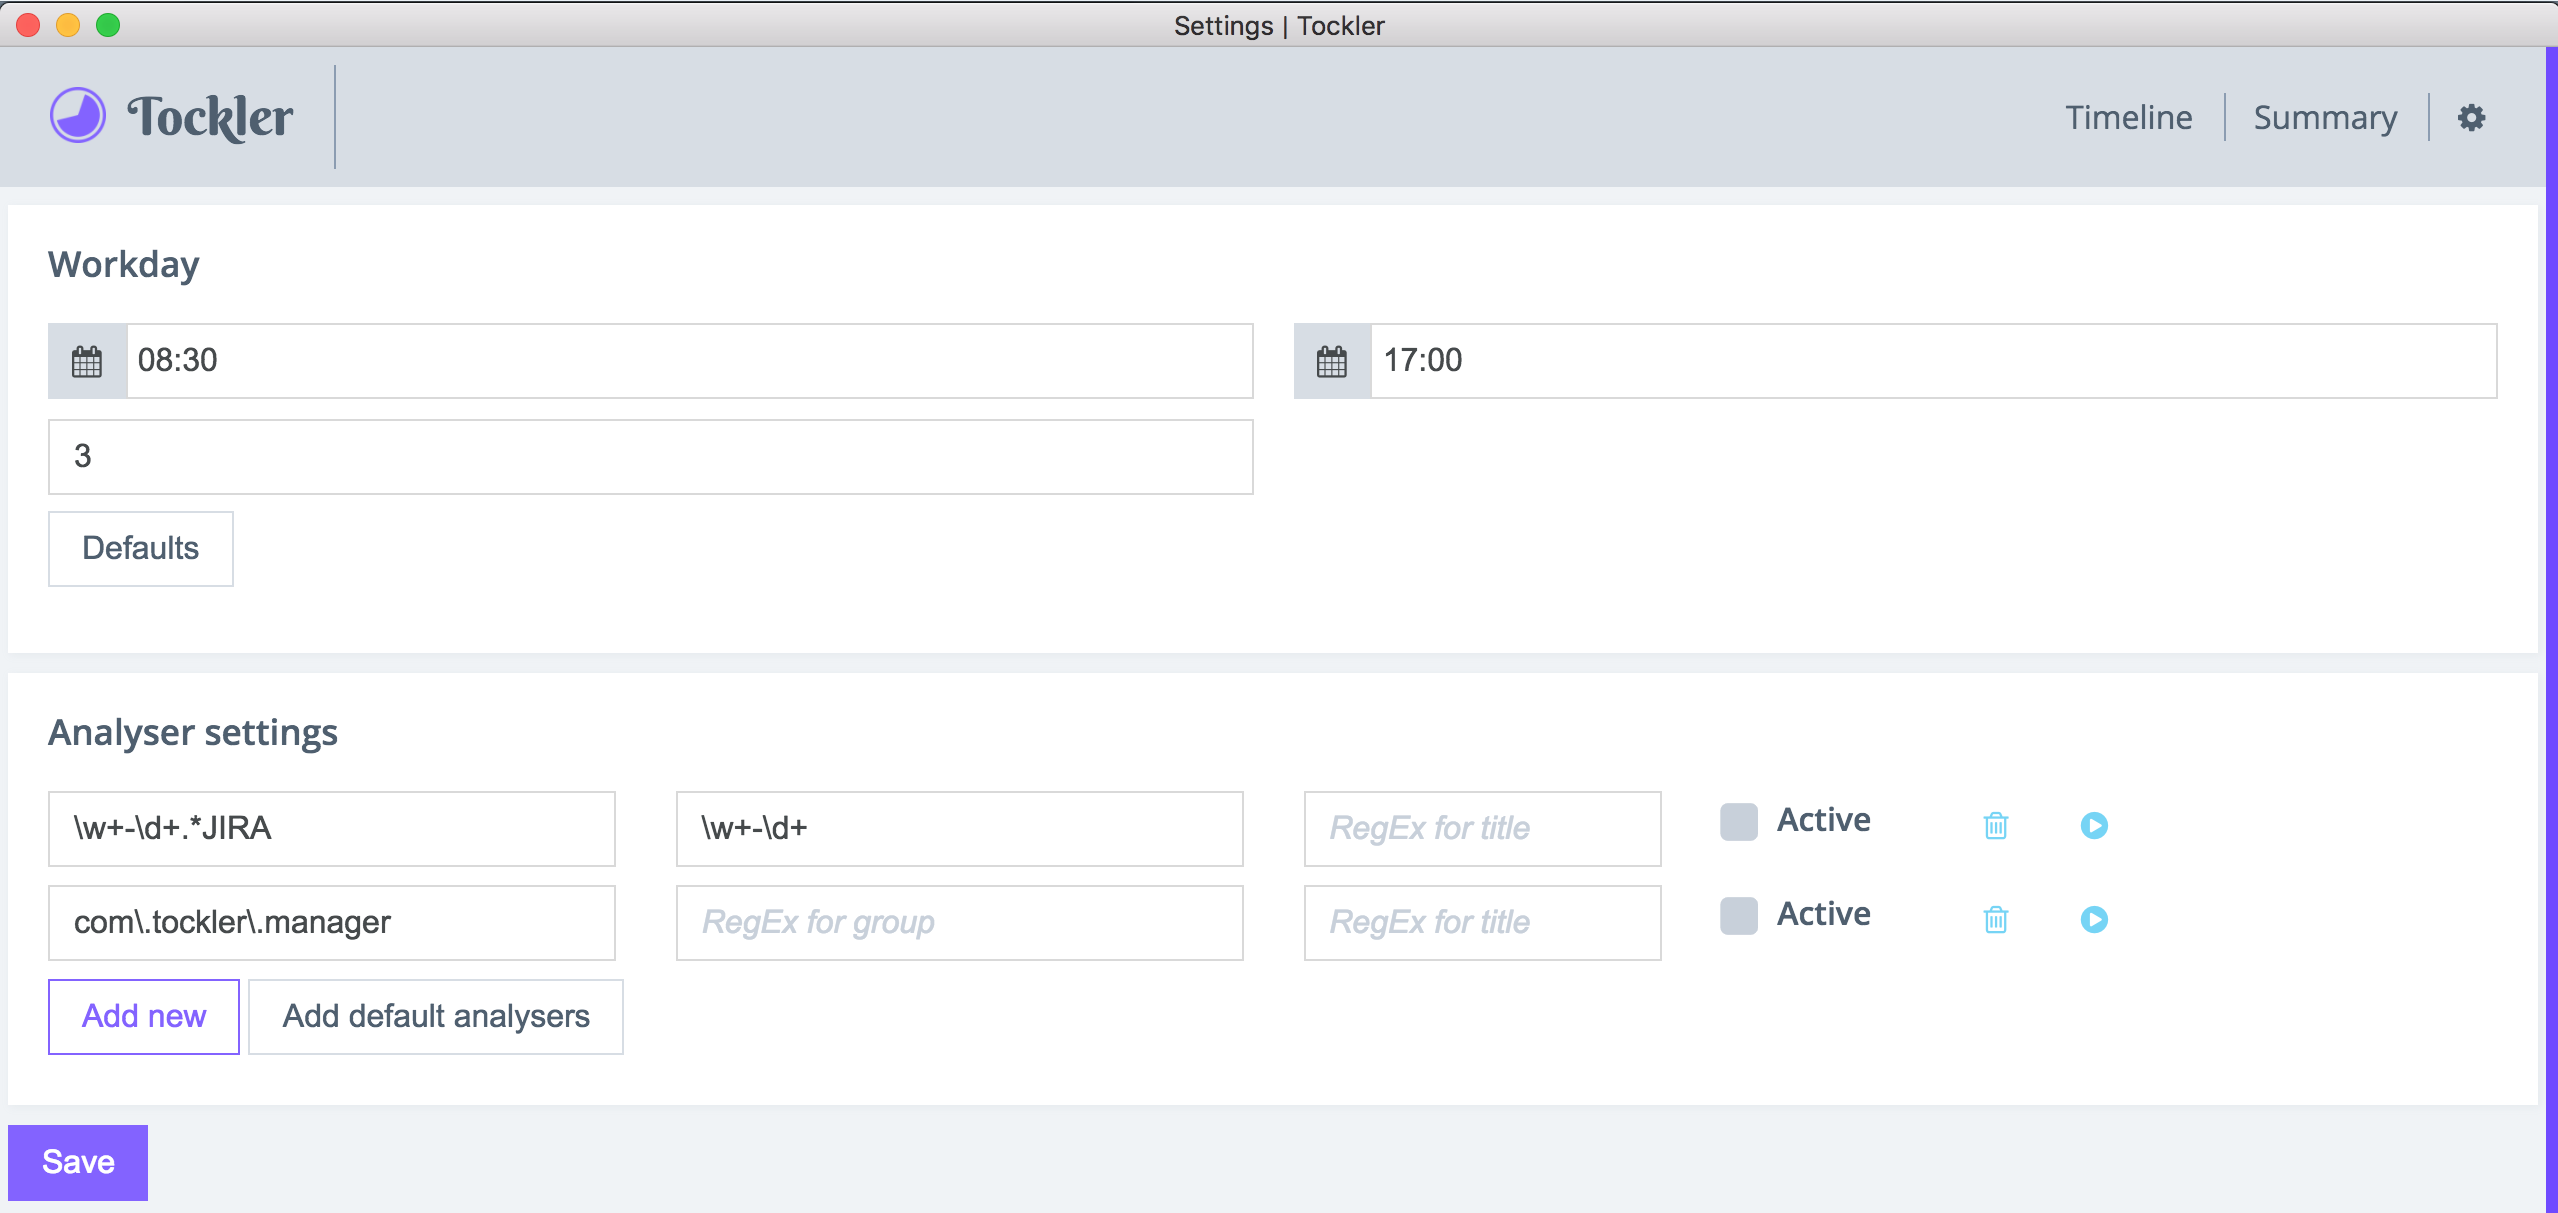 Settings | Tockler
Tockler
Timeline
Summary
Workday
08:30
17:00
3
Defaults
Analyser settings
\w+-\d+.*JIRA
\w+-\d+
RegEx for title
Active
com\.tockler\.manager
RegEx for group
RegEx for title
Active
Add new
Add default analysers
Save